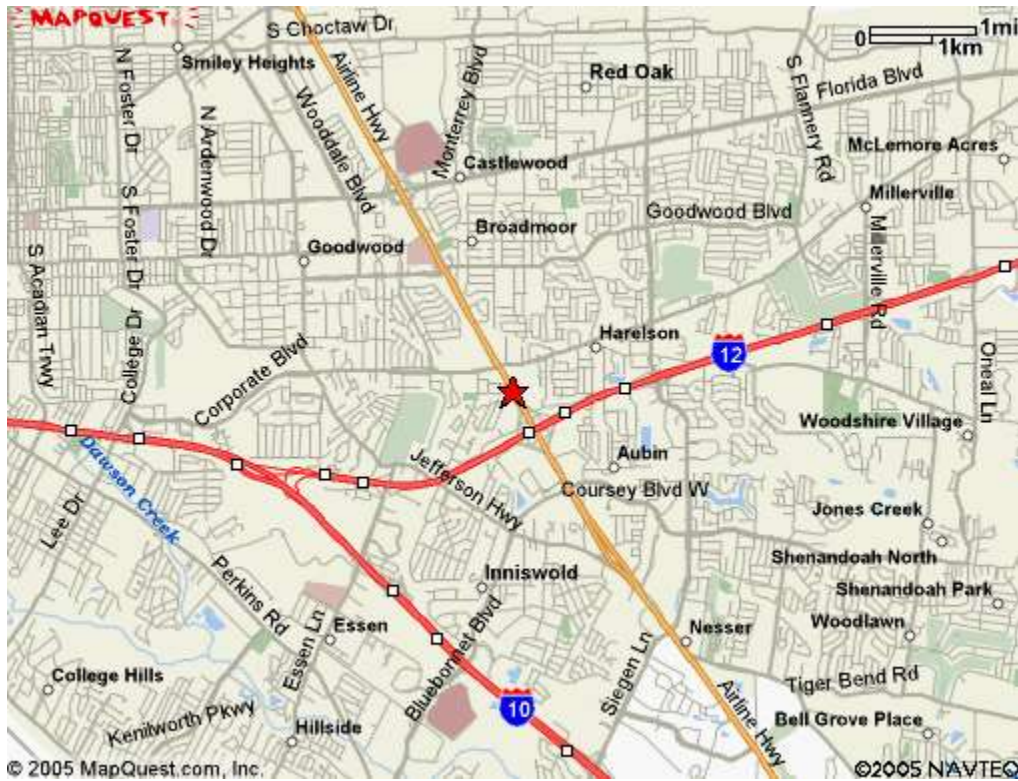 MAPQUEST
S Choctaw Dr
0 1mi
1km
Smiley Heights
N Foster Dr
Airline Hwy
Monterrey Blvd
Red Oak
S Flannery Rd
Florida Blvd
Wooddale Blvd
N Ardenwood Dr
McLemore Acres
Castlewood
S Foster Dr
Millerville
Goodwood Blvd
Broadmoor
Goodwood
Millerville Rd
S Acadian Trwy
College Dr
Harelson
12
Oneal Ln
Corporate Blvd
Woodshire Village
Dawson Creek
Aubin
Jefferson Hwy
Coursey Blvd W
Lee Dr
Jones Creek
Shenandoah North
Perkins Rd
Inniswold
Shenandoah Park
Essen Ln
Essen
Bluebonnet Blvd
Nesser
Woodlawn
Siegen Ln
College Hills
Tiger Bend Rd
Airline Hwy
10
Kenilworth Pkwy
Hillside
Bell Grove Place
© 2005 MapQuest.com, Inc.
©2005 NAVTEQ